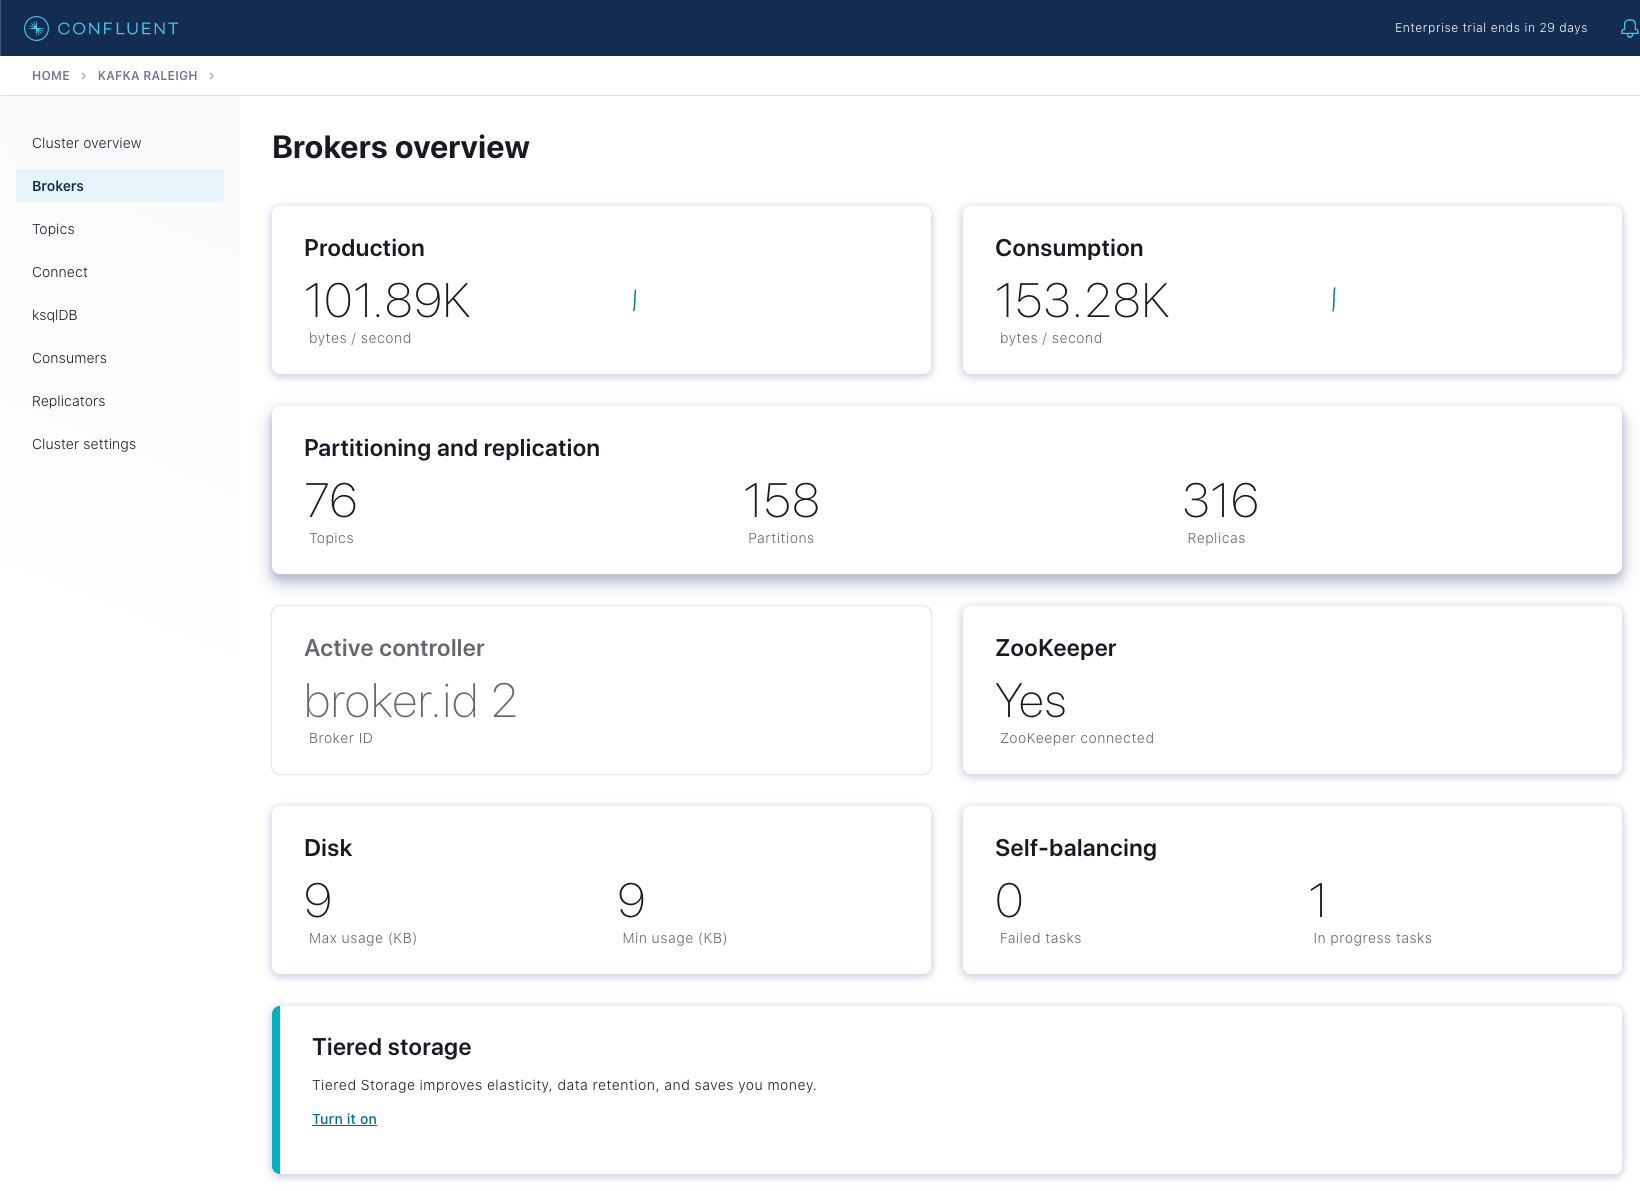 CONFLUENT
Enterprise trial ends in 29 days
HOME > KAFKA RALEIGH >
Cluster overview
Brokers
Topics
Connect
ksqlDB
Consumers
Replicators
Cluster settings
Brokers overview
Production
101.89K
bytes / second
Consumption
153.28K
bytes / second
Partitioning and replication
76
Topics
158
Partitions
316
Replicas
Active controller
broker.id 2
Broker ID
ZooKeeper
Yes
ZooKeeper connected
Disk
9
Max usage (KB)
9
Min usage (KB)
Self-balancing
0
Failed tasks
1
In progress tasks
Tiered storage
Tiered Storage improves elasticity, data retention, and saves you money.
Turn it on